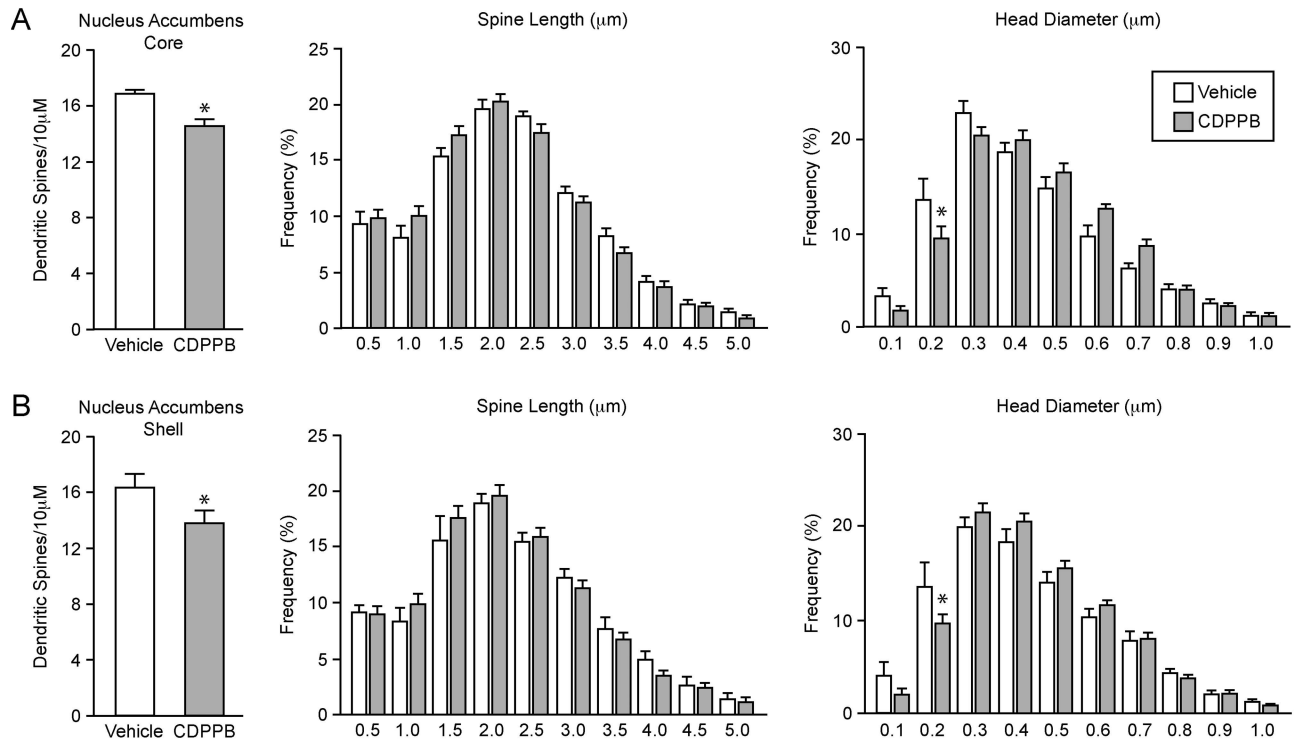 A
Nucleus Accumbens
Core
Dendritic Spines/10μM
20
16
12
8
4
0
*
Vehicle CDPPB
Spine Length (μm)
Frequency (%)
25
20
15
10
5
0
0.5 1.0 1.5 2.0 2.5 3.0 3.5 4.0 4.5 5.0
Head Diameter (μm)
Frequency (%)
30
20
10
0
*
Vehicle
CDPPB
0.1 0.2 0.3 0.4 0.5 0.6 0.7 0.8 0.9 1.0
B
Nucleus Accumbens
Shell
Dendritic Spines/10μM
20
16
12
8
4
0
*
Vehicle CDPPB
Spine Length (μm)
Frequency (%)
25
20
15
10
5
0
0.5 1.0 1.5 2.0 2.5 3.0 3.5 4.0 4.5 5.0
Head Diameter (μm)
Frequency (%)
30
20
10
0
*
0.1 0.2 0.3 0.4 0.5 0.6 0.7 0.8 0.9 1.0